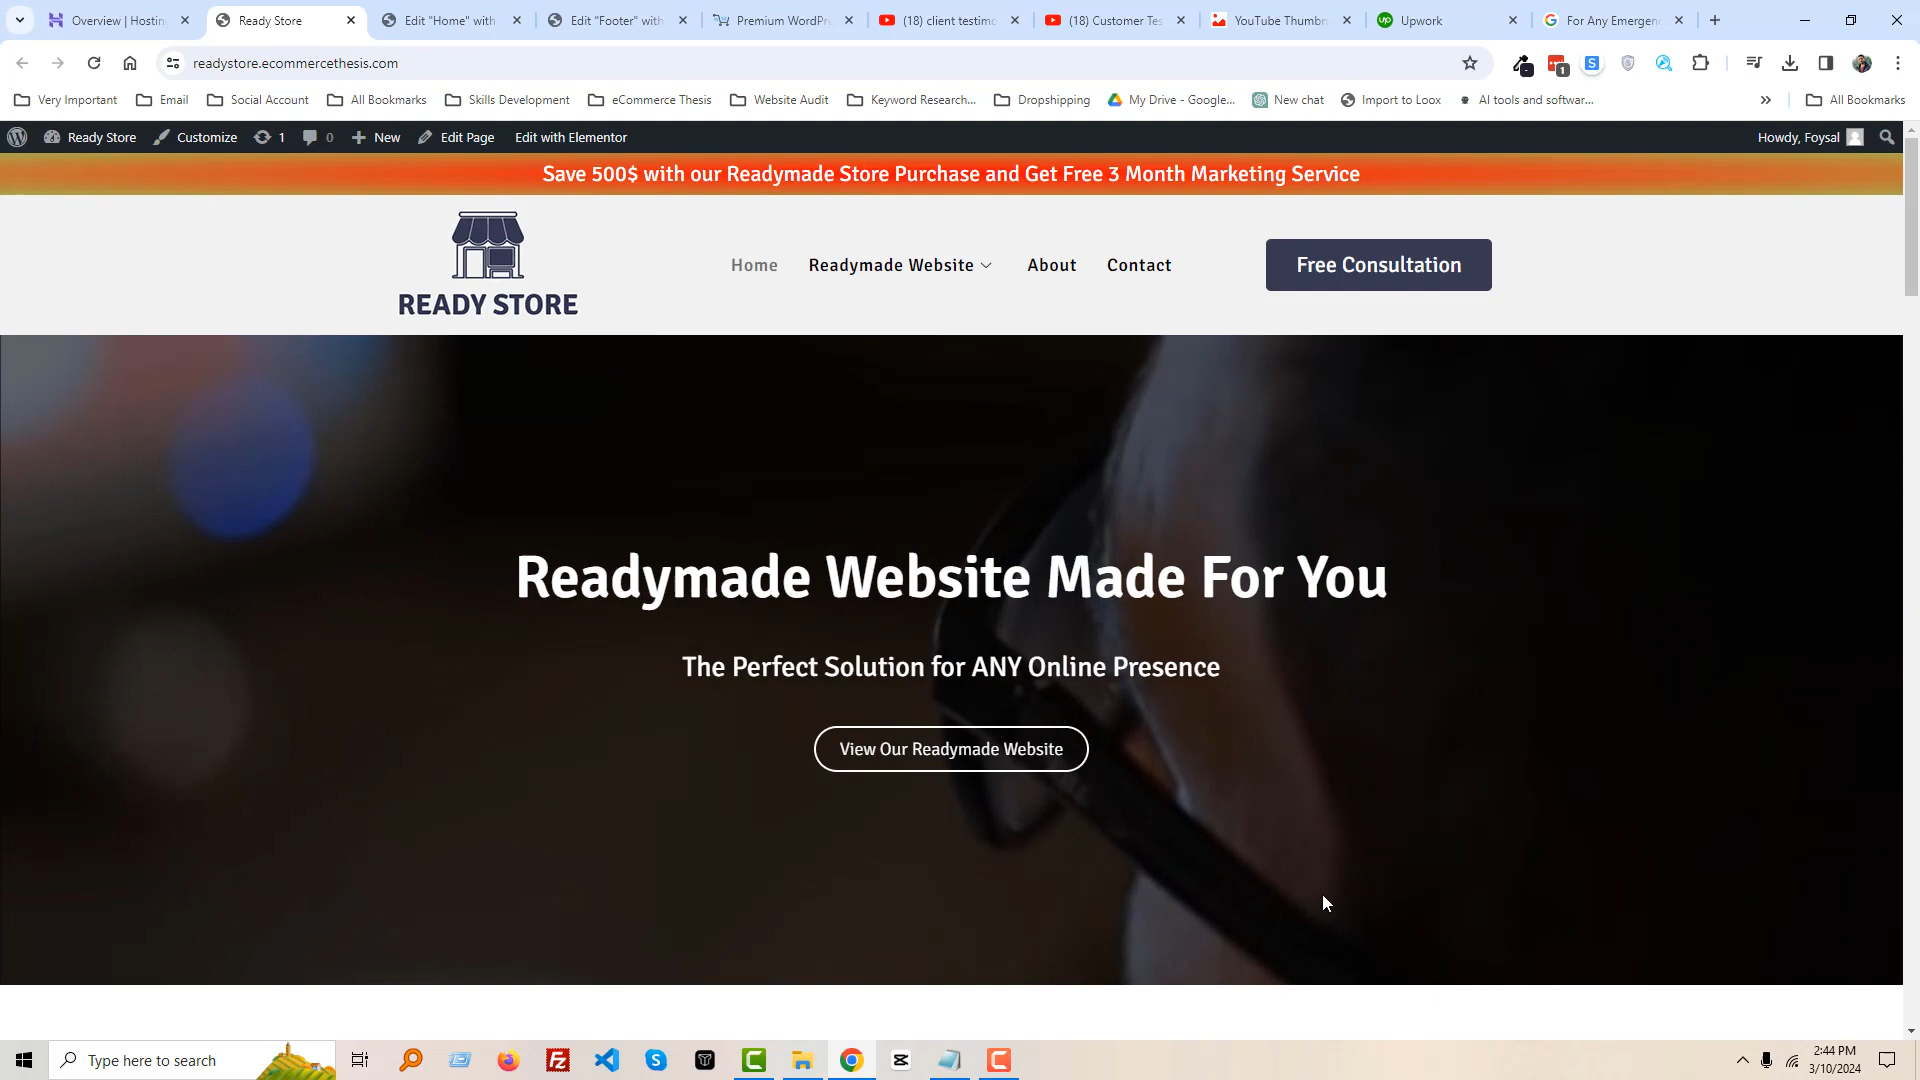 Overview | Hostin
Ready Store
Edit "Home" with
Edit "Footer" with
Premium WordPre
(18) client testimo
(18) Customer Tes
YouTube Thumbn
Upwork
For Any Emergen
readystore.ecommercethesis.com
1
Very Important
Email
Social Account
All Bookmarks
Skills Development
eCommerce Thesis
Website Audit
Keyword Research...
Dropshipping
My Drive - Google...
New chat
Import to Loox
AI tools and softwar...
All Bookmarks
Ready Store
Customize
1
0
New
Edit Page
Edit with Elementor
Howdy, Foysal
Save 500$ with our Readymade Store Purchase and Get Free 3 Month Marketing Service
READY STORE
Home
Readymade Website
About
Contact
Free Consultation
Readymade Website Made For You
The Perfect Solution for ANY Online Presence
View Our Readymade Website
Type here to search
2:44 PM
3/10/2024